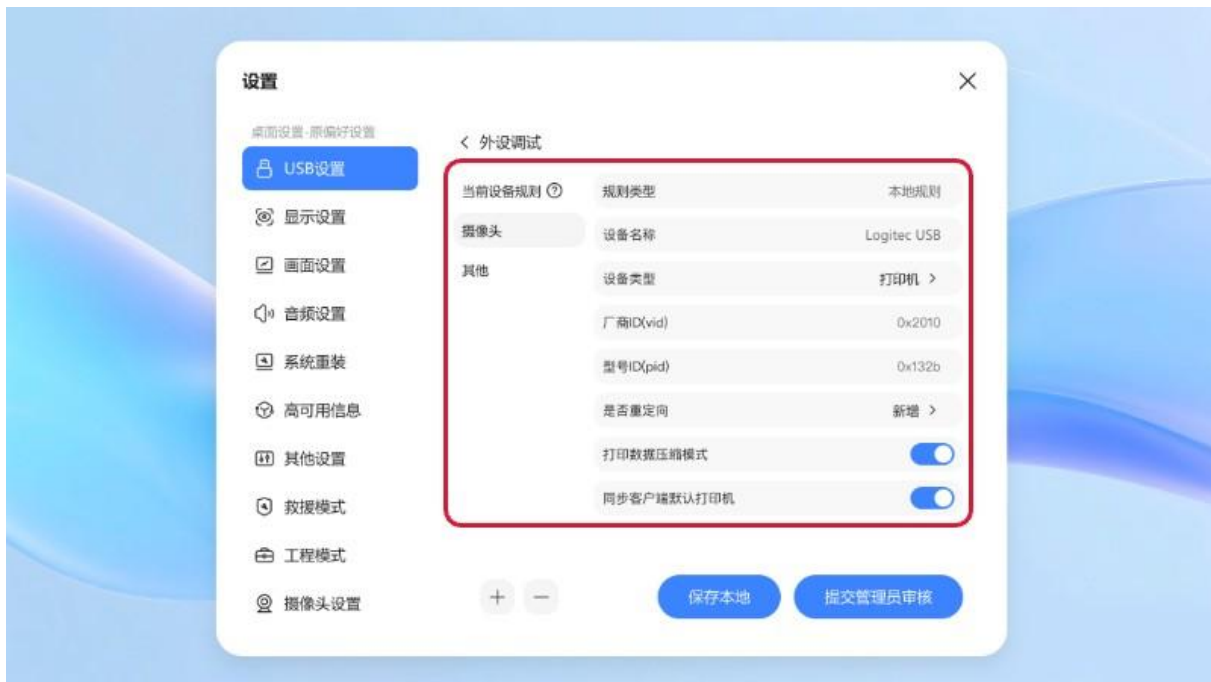 设置
桌面设置-原偏好设置
USB设置
显示设置
画面设置
音频设置
系统重装
高可用信息
其他设置
救援模式
工程模式
摄像头设置
外设调试
当前设备规则
摄像头
其他
规则类型 本地规则
设备名称 Logitec USB
设备类型 打印机
厂商ID(vid) 0x2010
型号ID(pid) 0x132b
是否重定向 新增
打印数据压缩模式
同步客户端默认打印机
保存本地 提交管理员审核